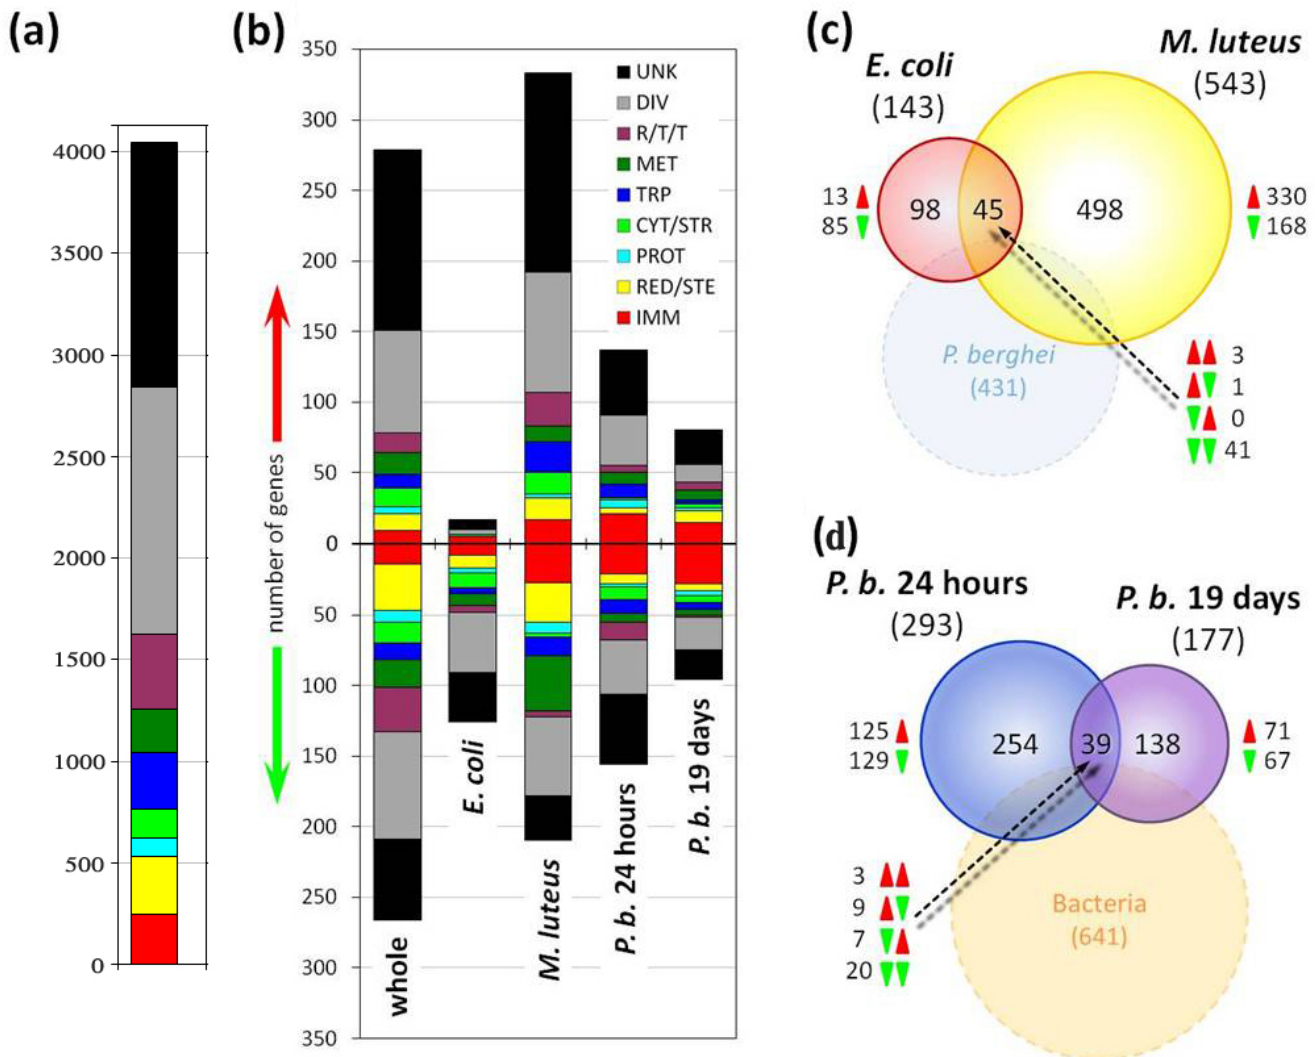 (a)
4000
3500
3000
2500
2000
1500
1000
500
0
(b)
number of genes
350
300
250
200
150
100
50
0
50
100
150
200
250
300
350
UNK
DIV
R/T/T
MET
TRP
CYT/STR
PROT
RED/STE
IMM
whole
E. coli
M. luteus
P. b. 24 hours
P. b. 19 days
(c)
E. coli
(143)
M. luteus
(543)
13
85
98
45
498
330
168
P. berghei
(431)
3
1
0
41
(d)
P. b. 24 hours
(293)
P. b. 19 days
(177)
125
129
254
39
138
71
67
3
9
7
20
Bacteria
(641)